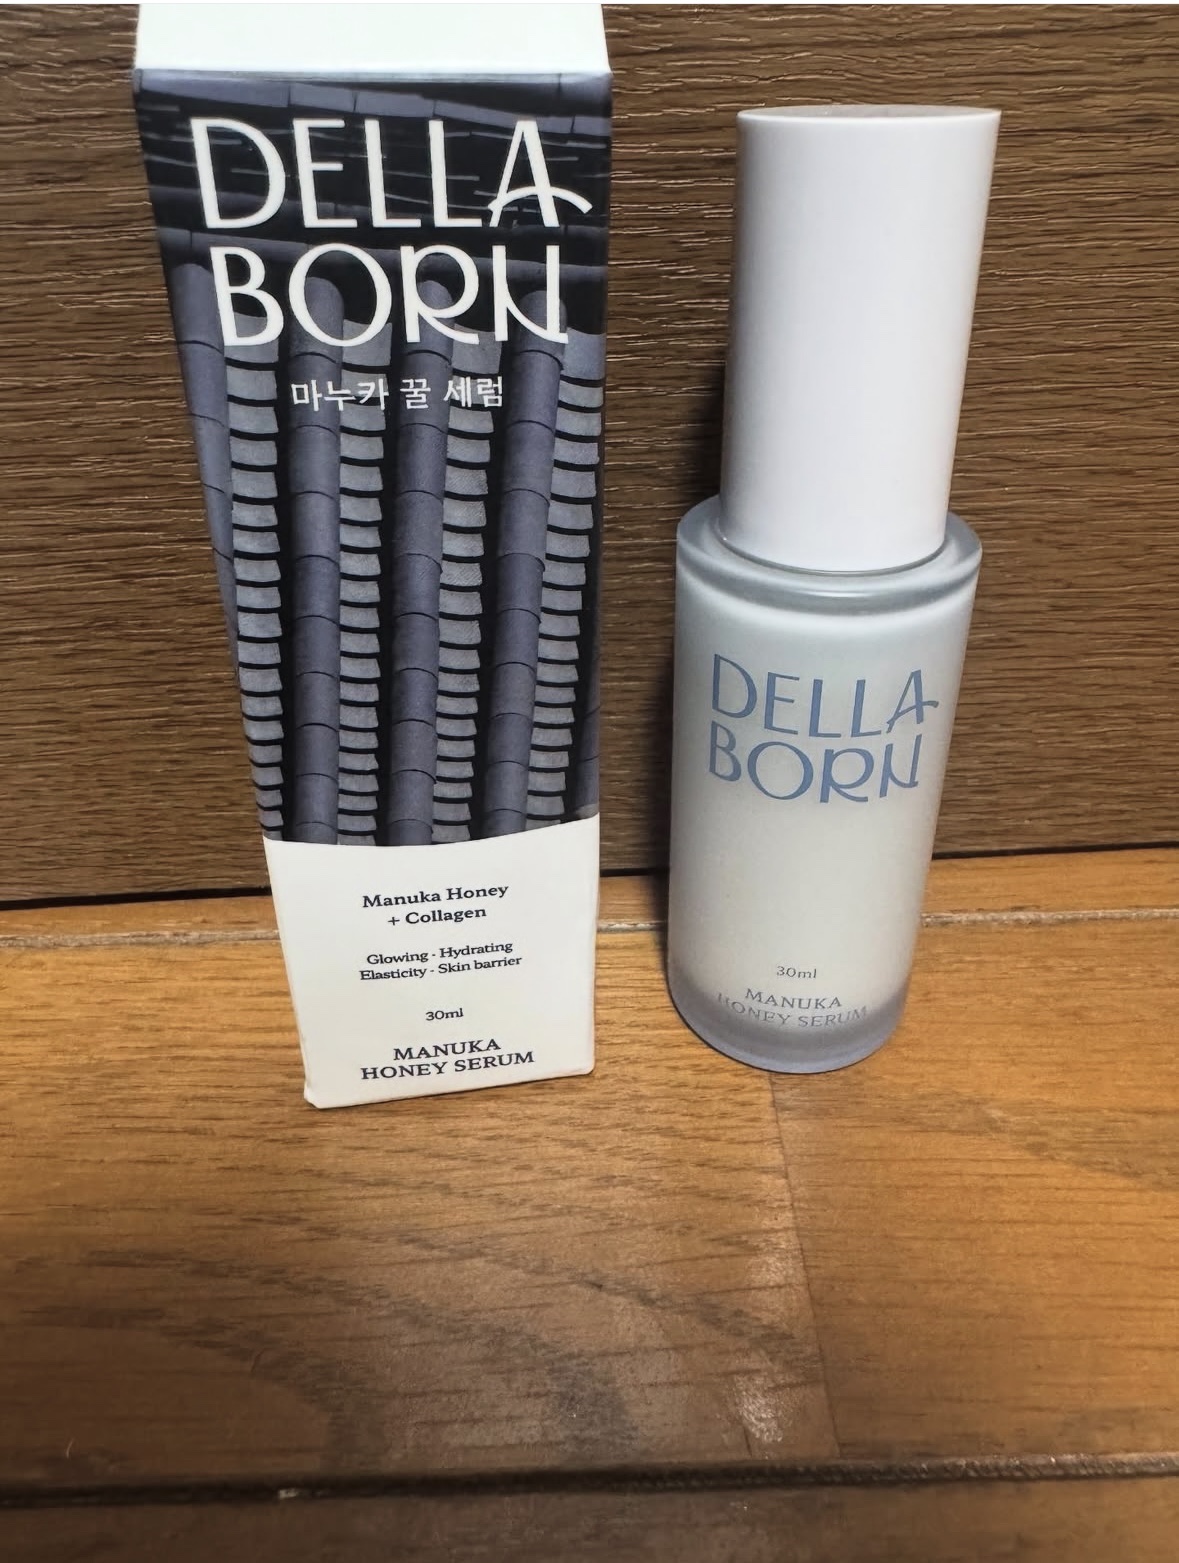 DELLA
BORN
마누카 꿀 세럼
Manuka Honey
+ Collagen
Glowing - Hydrating
Elasticity - Skin barrier
30ml
MANUKA
HONEY SERUM
DELLA
BORN
30ml
MANUKA
HONEY SERUM